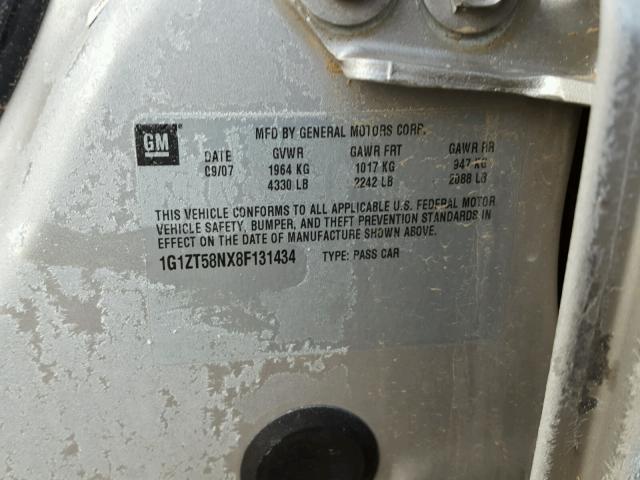 GM
MFD BY GENERAL MOTORS CORP.
DATE GVWR GAWR FRT GAWR RR
09/07 1964 KG 1017 KG 947 KG
4330 LB 2242 LB 2088 LB
THIS VEHICLE CONFORMS TO ALL APPLICABLE U.S. FEDERAL MOTOR
VEHICLE SAFETY, BUMPER, AND THEFT PREVENTION STANDARDS IN
EFFECT ON THE DATE OF MANUFACTURE SHOWN ABOVE.
1G1ZT58NX8F131434 TYPE: PASS CAR